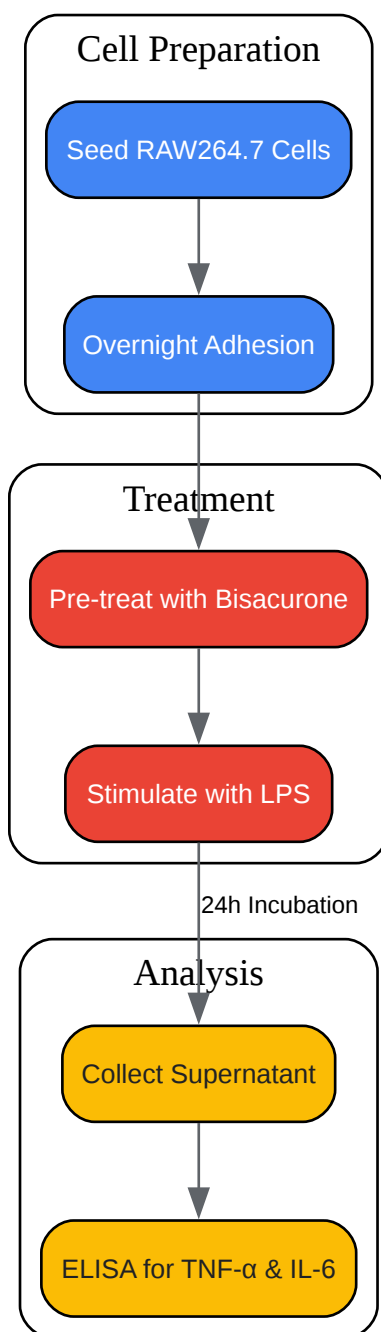 Cell Preparation
Seed RAW264.7 Cells
Overnight Adhesion
Treatment
Pre-treat with Bisacurone
Stimulate with LPS
24h Incubation
Analysis
Collect Supernatant
ELISA for TNF-α & IL-6